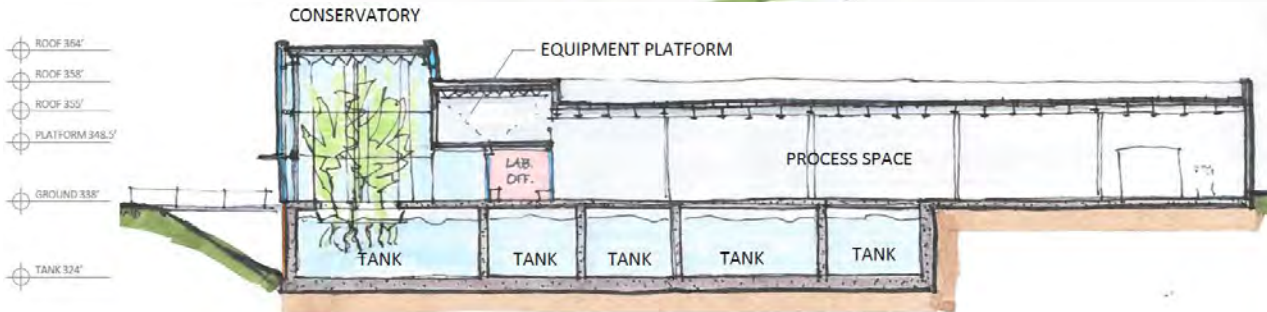 CONSERVATORY
ROOF 364'
EQUIPMENT PLATFORM
ROOF 358'
ROOF 355'
PLATFORM 348.5'
LAB.
OFF.
PROCESS SPACE
GROUND 338'
TANK
TANK
TANK
TANK
TANK
TANK 324'